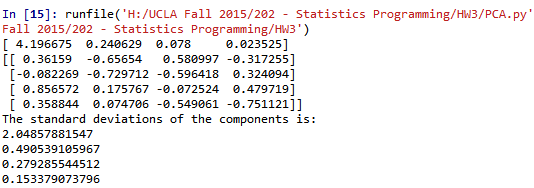 In [15]: runfile('H:/UCLA Fall 2015/202 - Statistics Programming/HW3/PCA.py'
Fall 2015/202 - Statistics Programming/HW3')
[ 4.196675 0.240629 0.078 0.023525]
[[ 0.36159 -0.65654 0.580997 -0.317255]
[-0.082269 -0.729712 -0.596418 0.324094]
[ 0.856572 0.175767 -0.072524 0.479719]
[ 0.358844 0.074706 -0.549061 -0.751121]]
The standard deviations of the components is:
2.04857881547
0.490539105967
0.279285544512
0.153379073796